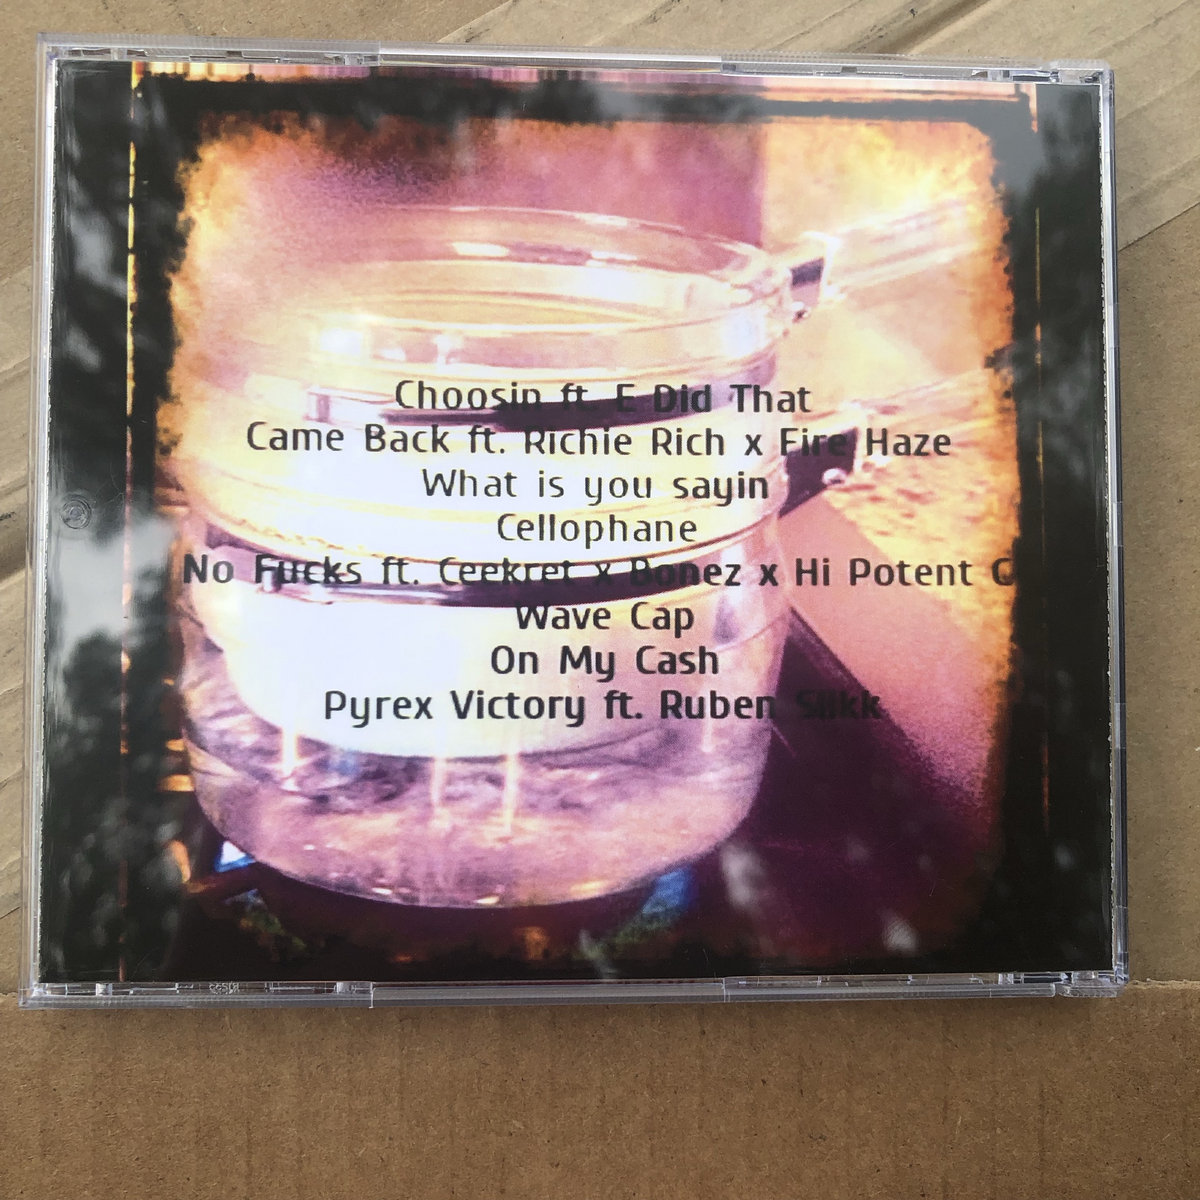 Choosin ft. E Did That
Came Back ft. Richie Rich x Fire Haze
What is you sayin
Cellophane
No Fucks ft. Ceekret x Bonez x Hi Potent C
Wave Cap
On My Cash
Pyrex Victory ft. Ruben Silkk